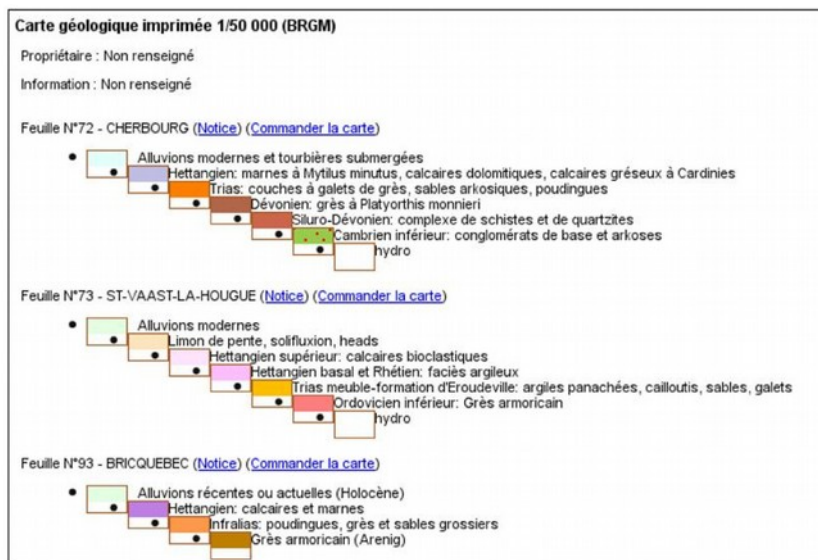 Carte géologique imprimée 1/50 000 (BRGM)
Propriétaire : Non renseigné
Information : Non renseigné
Feuille N°72 - CHERBOURG (Notice) (Commander la carte)
Alluvions modernes et tourbières submergées
Hettangien: marnes à Mytilus minutus, calcaires dolomitiques, calcaires gréseux à Cardinies
Trias: couches à galets de grès, sables arkosiques, poudingues
Dévonien: grès à Platyorthis monnieri
Siluro-Dévonien: complexe de schistes et de quartzites
Cambrien inférieur: conglomérats de base et arkoses
hydro
Feuille N°73 - ST-VAAST-LA-HOUGUE (Notice) (Commander la carte)
Alluvions modernes
Limon de pente, solifluxion, heads
Hettangien supérieur: calcaires bioclastiques
Hettangien basal et Rhétien: faciès argileux
Trias meuble-formation d'Eroudeville: argiles panachées, cailloutis, sables, galets
Ordovicien inférieur: Grès armoricain
hydro
Feuille N°93 - BRICQUEBEC (Notice) (Commander la carte)
Alluvions récentes ou actuelles (Holocène)
Hettangien: calcaires et marnes
Infralias: poudingues, grès et sables grossiers
Grès armoricain (Arenig)